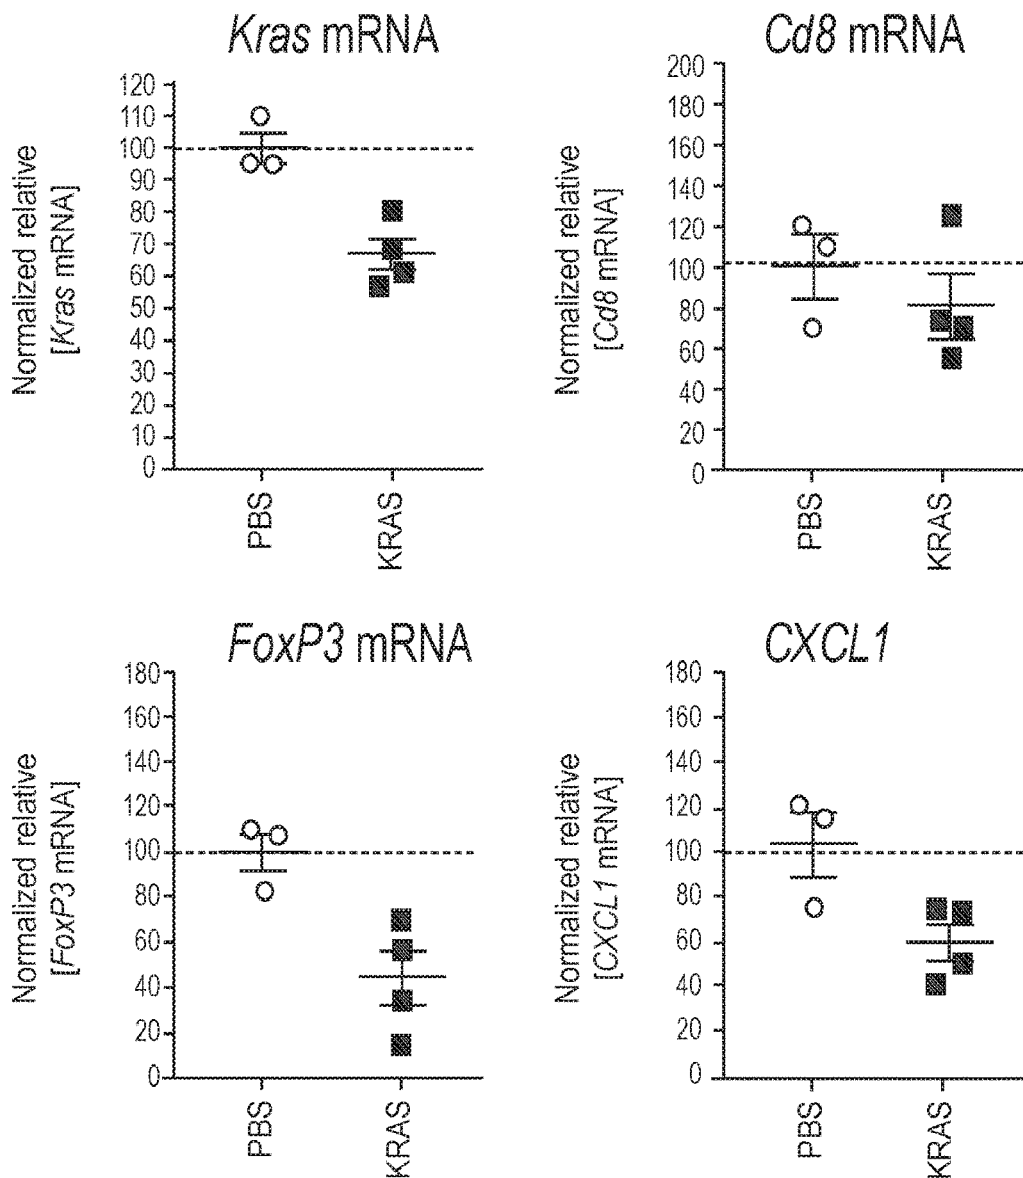 Kras mRNA
Normalized relative
[Kras mRNA]
120
110
100
90
80
70
60
50
40
30
20
10
0
PBS
KRAS
Cd8 mRNA
Normalized relative
[Cd8 mRNA]
200
180
160
140
120
100
80
60
40
20
0
PBS
KRAS
FoxP3 mRNA
Normalized relative
[FoxP3 mRNA]
180
160
140
120
100
80
60
40
20
0
PBS
KRAS
CXCL1
Normalized relative
[CXCL1 mRNA]
180
160
140
120
100
80
60
40
20
0
PBS
KRAS